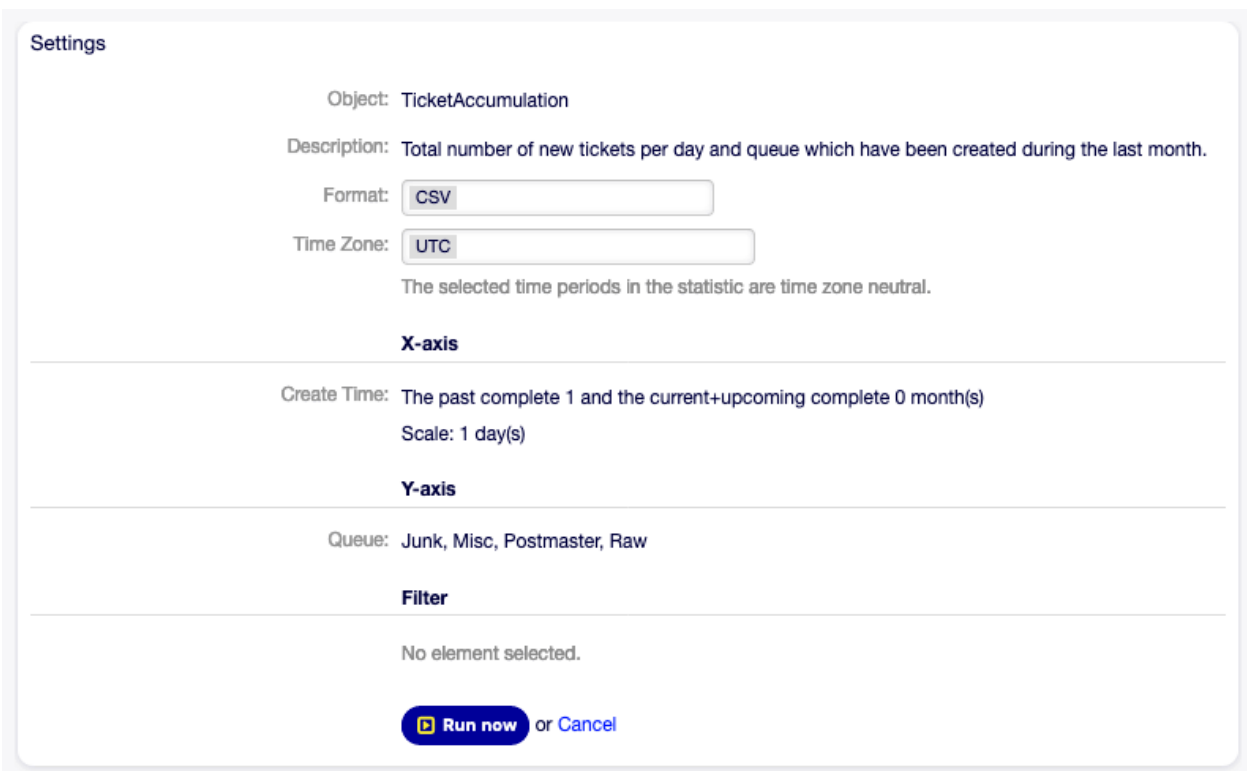 Settings
Object: TicketAccumulation
Description: Total number of new tickets per day and queue which have been created during the last month.
Format: CSV
Time Zone: UTC
The selected time periods in the statistic are time zone neutral.
X-axis
Create Time: The past complete 1 and the current+upcoming complete 0 month(s)
Scale: 1 day(s)
Y-axis
Queue: Junk, Misc, Postmaster, Raw
Filter
No element selected.
Run now or Cancel